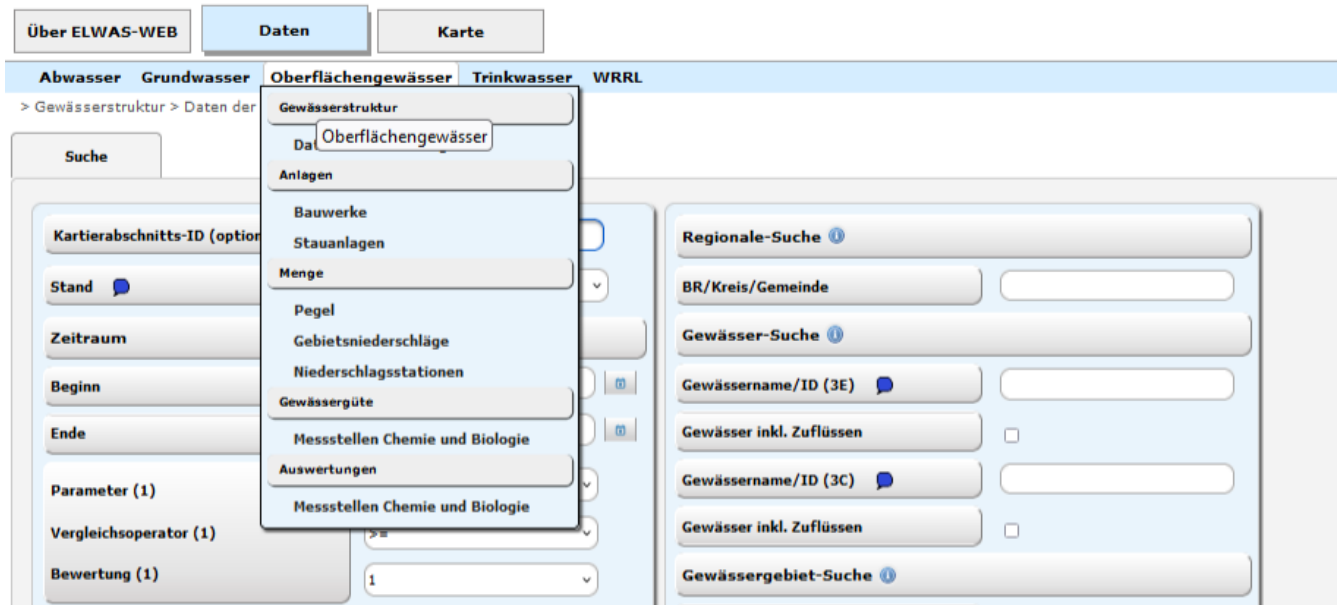 Über ELWAS-WEB Daten Karte
Abwasser Grundwasser Oberflächengewässer Trinkwasser WRRL
> Gewässerstruktur > Daten der
Suche
Gewässerstruktur
Oberflächengewässer
Anlagen
Bauwerke
Stauanlagen
Menge
Pegel
Gebietsniederschläge
Niederschlagsstationen
Gewässergüte
Messstellen Chemie und Biologie
Auswertungen
Messstellen Chemie und Biologie
Kartierabschnitts-ID
Stand
Zeitraum
Beginn
Ende
Parameter (1)
Vergleichsoperator (1)
>=
Bewertung (1)
1
Regionale-Suche
BR/Kreis/Gemeinde
Gewässer-Suche
Gewässername/ID (3E)
Gewässer inkl. Zuflüssen
Gewässername/ID (3C)
Gewässer inkl. Zuflüssen
Gewässergebiet-Suche